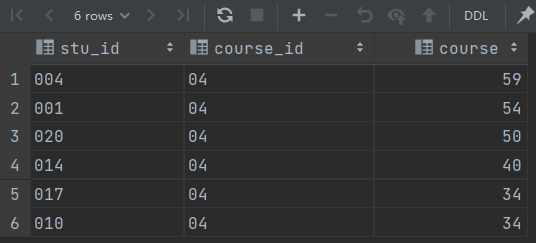 6 rows DDL
stu_id course_id course
1 004 04 59
2 001 04 54
3 020 04 50
4 014 04 40
5 017 04 34
6 010 04 34